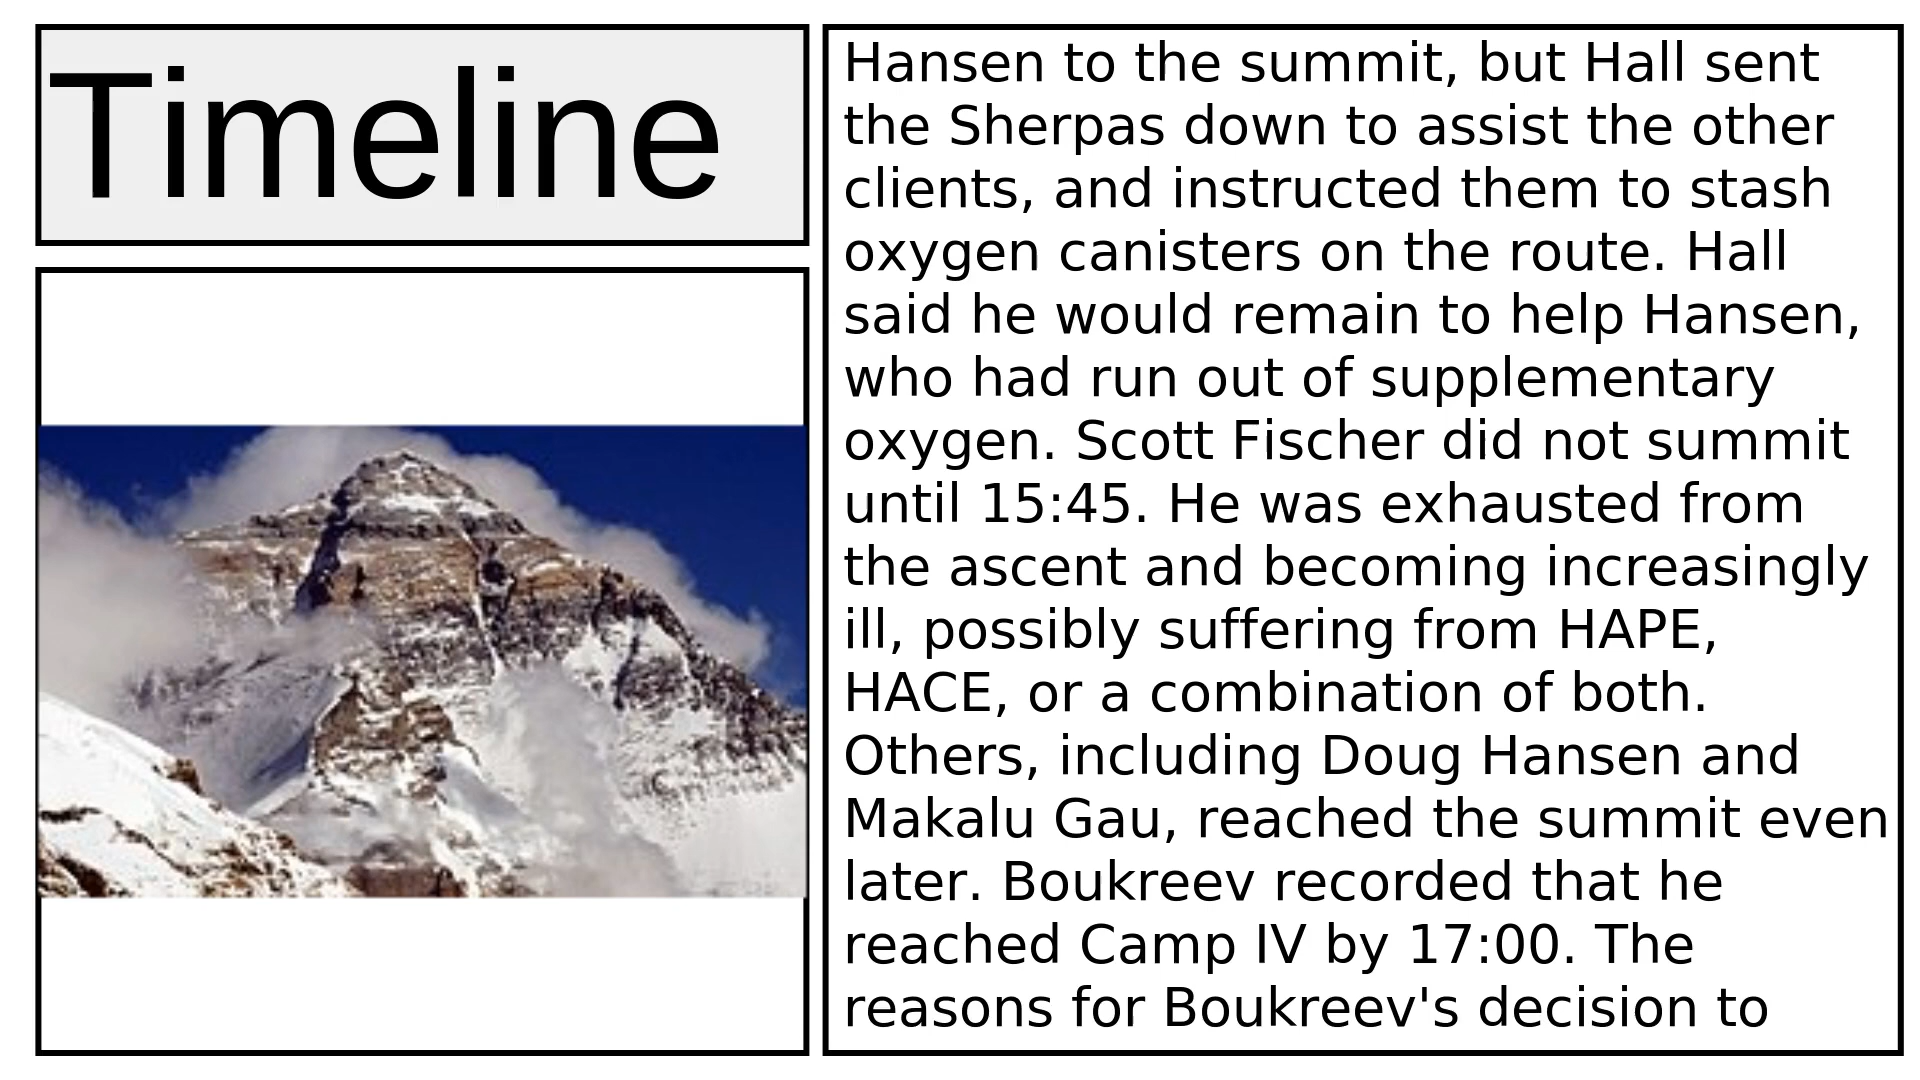 Timeline
Hansen to the summit, but Hall sent
the Sherpas down to assist the other
clients, and instructed them to stash
oxygen canisters on the route. Hall
said he would remain to help Hansen,
who had run out of supplementary
oxygen. Scott Fischer did not summit
until 15:45. He was exhausted from
the ascent and becoming increasingly
ill, possibly suffering from HAPE,
HACE, or a combination of both.
Others, including Doug Hansen and
Makalu Gau, reached the summit even
later. Boukreev recorded that he
reached Camp IV by 17:00. The
reasons for Boukreev's decision to